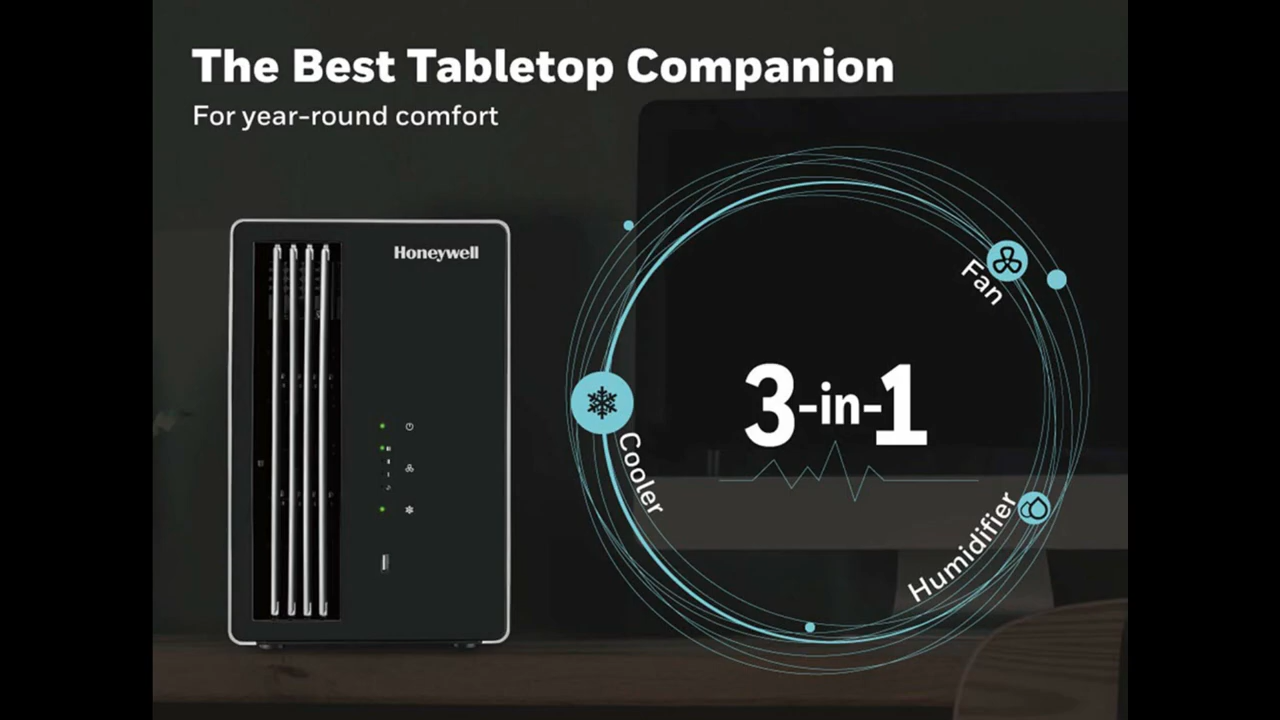 The Best Tabletop Companion
For year-round comfort
Honeywell
Fan
3-in-1
Cooler
Humidifier